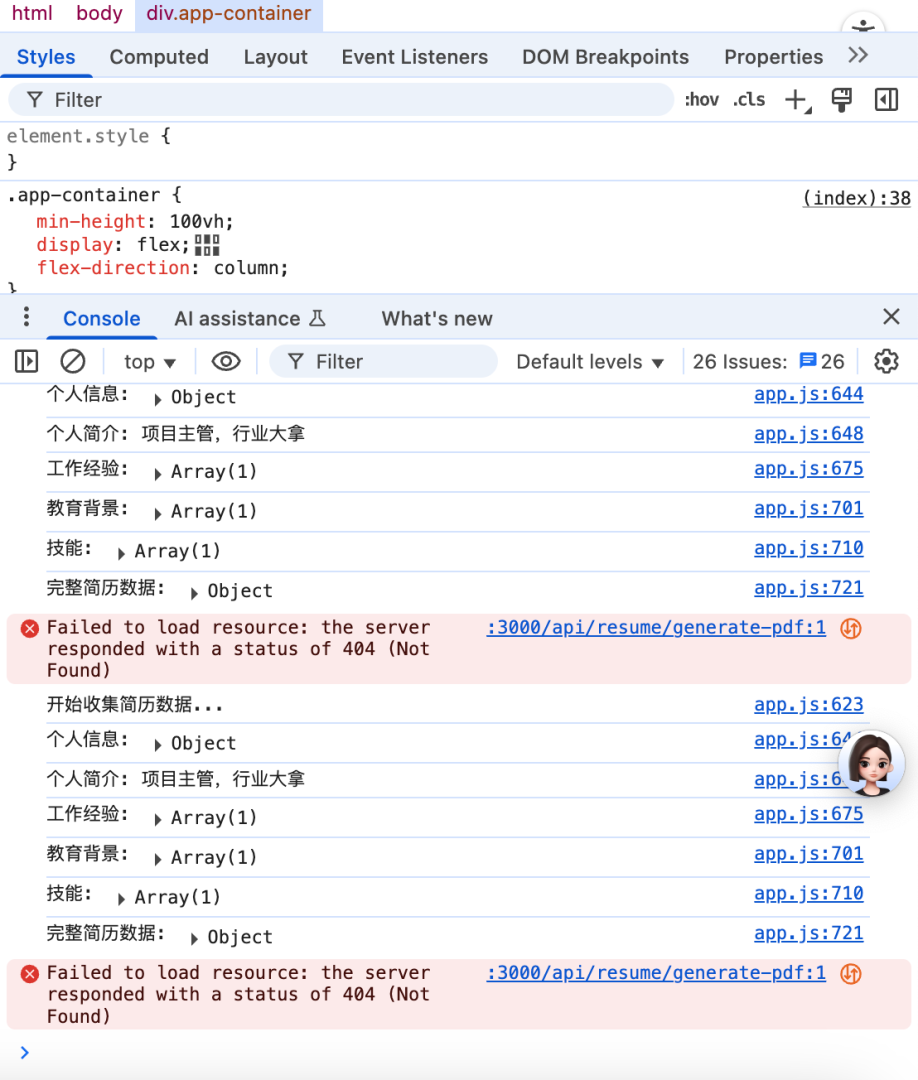 html body div.app-container
Styles Computed Layout Event Listeners DOM Breakpoints Properties
Filter :hov .cls
element.style {
}
.app-container { (index):38
min-height: 100vh;
display: flex;
flex-direction: column;
}
Console AI assistance What's new
top Filter Default levels 26 Issues: 26
个人信息: Object app.js:644
个人简介: 项目主管，行业大拿 app.js:648
工作经验: Array(1) app.js:675
教育背景: Array(1) app.js:701
技能: Array(1) app.js:710
完整简历数据: Object app.js:721
Failed to load resource: the server :3000/api/resume/generate-pdf:1
responded with a status of 404 (Not
Found)
开始收集简历数据... app.js:623
个人信息: Object
个人简介: 项目主管，行业大拿
工作经验: Array(1) app.js:675
教育背景: Array(1) app.js:701
技能: Array(1) app.js:710
完整简历数据: Object app.js:721
Failed to load resource: the server :3000/api/resume/generate-pdf:1
responded with a status of 404 (Not
Found)